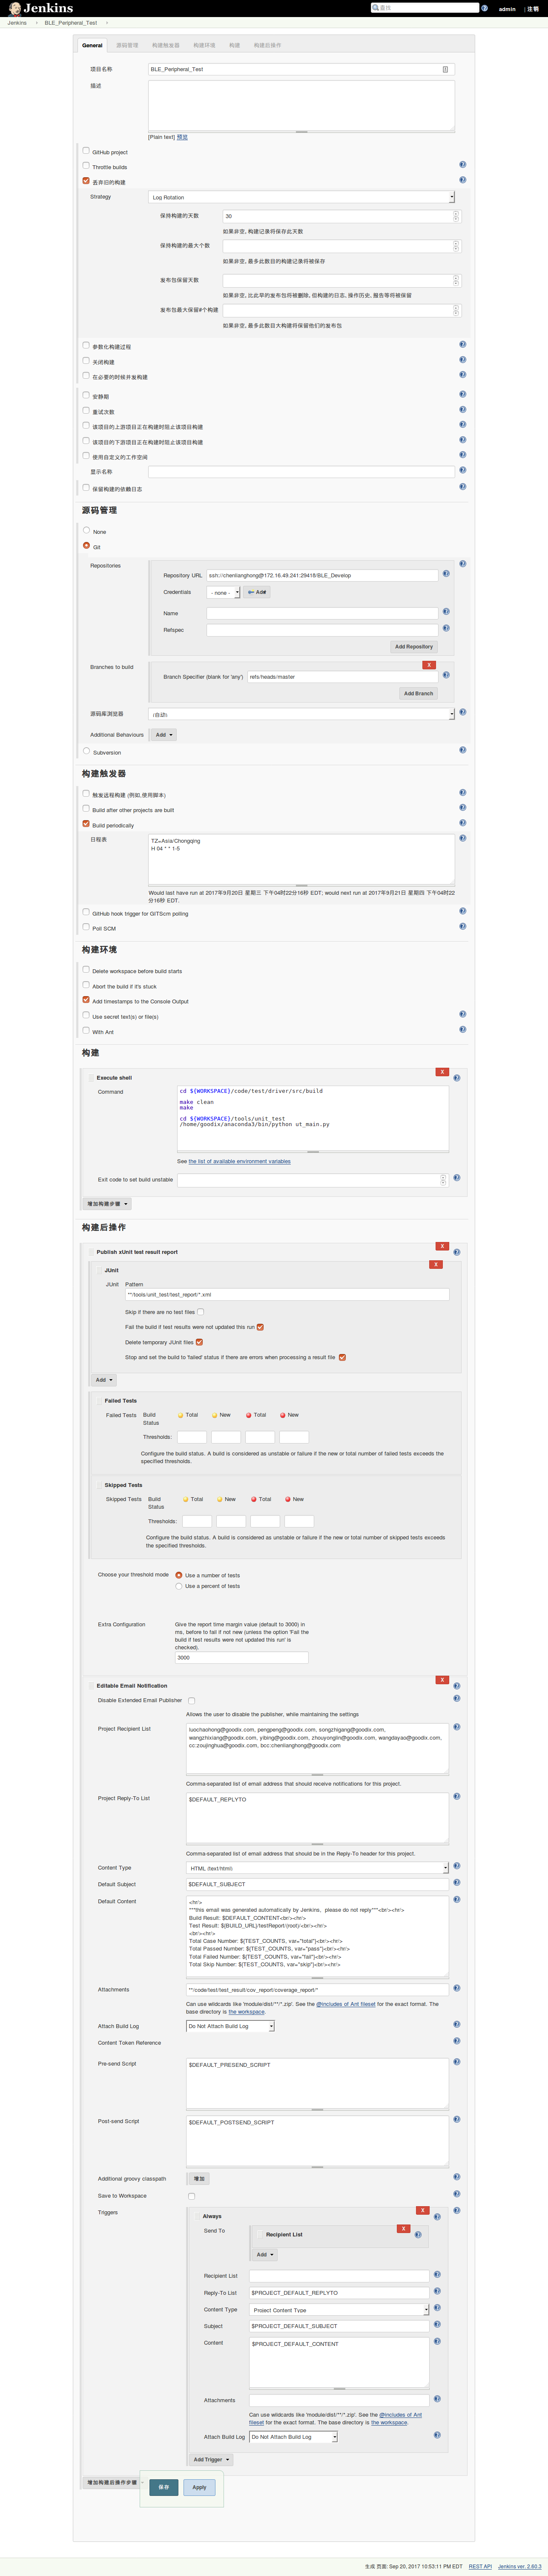 Jenkins
查找
admin
| 注销
Jenkins
BLE_Peripheral_Test
General
源码管理
构建触发器
构建环境
构建
构建后操作
项目名称
BLE_Peripheral_Test
描述
[Plain text] 预览
GitHub project
Throttle builds
丢弃旧的构建
Strategy
Log Rotation
保持构建的天数
30
如果非空, 构建记录将保存此天数
保持构建的最大个数
如果非空, 最多此数目的构建记录将被保存
发布包保留天数
如果非空, 比此早的发布包将被删除, 但构建的日志, 操作历史, 报告等将被保留
发布包最大保留#个构建
如果非空, 最多此数目大构建将保留他们的发布包
参数化构建过程
关闭构建
在必要的时候并发构建
安静期
重试次数
该项目的上游项目正在构建时阻止该项目构建
该项目的下游项目正在构建时阻止该项目构建
使用自定义的工作空间
显示名称
保留构建的依赖日志
源码管理
None
Git
Repositories
Repository URL
ssh://chenlianghong@172.16.49.241:29418/BLE_Develop
Credentials
- none -
Add
Name
Refspec
Add Repository
Branches to build
X
Branch Specifier (blank for 'any')
refs/heads/master
Add Branch
源码库浏览器
(自动)
Additional Behaviours
Add
Subversion
构建触发器
触发远程构建 (例如,使用脚本)
Build after other projects are built
Build periodically
日程表
TZ=Asia/Chongqing
H 04 * * 1-5
Would last have run at 2017年9月20日 星期三 下午04时22分16秒 EDT; would next run at 2017年9月21日 星期四 下午04时22
分16秒 EDT.
GitHub hook trigger for GITScm polling
Poll SCM
构建环境
Delete workspace before build starts
Abort the build if it's stuck
Add timestamps to the Console Output
Use secret text(s) or file(s)
With Ant
构建
X
Execute shell
Command
cd ${WORKSPACE}/code/test/driver/src/build
make clean
make
cd ${WORKSPACE}/tools/unit_test
/home/goodix/anaconda3/bin/python ut_main.py
See the list of available environment variables
Exit code to set build unstable
增加构建步骤
构建后操作
X
Publish xUnit test result report
X
JUnit
JUnit
Pattern
**/tools/unit_test/test_report/*.xml
Skip if there are no test files
Fail the build if test results were not updated this run
Delete temporary JUnit files
Stop and set the build to 'failed' status if there are errors when processing a result file
Add
Failed Tests
Failed Tests
Build Status
Total
New
Total
New
Thresholds:
Configure the build status. A build is considered as unstable or failure if the new or total number of failed tests exceeds the
specified thresholds.
Skipped Tests
Skipped Tests
Build Status
Total
New
Total
New
Thresholds:
Configure the build status. A build is considered as unstable or failure if the new or total number of skipped tests exceeds
the specified thresholds.
Choose your threshold mode
Use a number of tests
Use a percent of tests
Extra Configuration
Give the report time margin value (default to 3000) in
ms, before to fail if not new (unless the option 'Fail the
build if test results were not updated this run' is
checked).
3000
X
Editable Email Notification
Disable Extended Email Publisher
Allows the user to disable the publisher, while maintaining the settings
Project Recipient List
luochaohong@goodix.com, pengpeng@goodix.com, songzhigang@goodix.com,
wangzhixiang@goodix.com, yibing@goodix.com, zhouyonglin@goodix.com, wangdayao@goodix.com,
cc:zoujinghua@goodix.com, bcc:chenlianghong@goodix.com
Comma-separated list of email address that should receive notifications for this project.
Project Reply-To List
$DEFAULT_REPLYTO
Comma-separated list of email address that should be in the Reply-To header for this project.
Content Type
HTML (text/html)
Default Subject
$DEFAULT_SUBJECT
Default Content
<hr/>
***this email was generated automatically by Jenkins, please do not reply***<br/><hr/>
Build Result: $DEFAULT_CONTENT<br/><hr/>
Test Result: ${BUILD_URL}/testReport/(root)/<br/><hr/>
<br/><hr/>
Total Case Number: ${TEST_COUNTS, var="total"}<br/><hr/>
Total Passed Number: ${TEST_COUNTS, var="pass"}<br/><hr/>
Total Failed Number: ${TEST_COUNTS, var="fail"}<br/><hr/>
Total Skip Number: ${TEST_COUNTS, var="skip"}<br/><hr/>
Attachments
**/code/test/test_result/cov_report/coverage_report/*
Can use wildcards like 'module/dist/**/*.zip'. See the @includes of Ant fileset for the exact format. The
base directory is the workspace.
Attach Build Log
Do Not Attach Build Log
Content Token Reference
Pre-send Script
$DEFAULT_PRESEND_SCRIPT
Post-send Script
$DEFAULT_POSTSEND_SCRIPT
Additional groovy classpath
增加
Save to Workspace
Triggers
X
Always
Send To
X
Recipient List
Add
Recipient List
Reply-To List
$PROJECT_DEFAULT_REPLYTO
Content Type
Project Content Type
Subject
$PROJECT_DEFAULT_SUBJECT
Content
$PROJECT_DEFAULT_CONTENT
Attachments
Can use wildcards like 'module/dist/**/*.zip'. See the @includes of Ant
fileset for the exact format. The base directory is the workspace.
Attach Build Log
Do Not Attach Build Log
Add Trigger
增加构建后操作步骤
保存
Apply
生成 页面: Sep 20, 2017 10:53:11 PM EDT
REST API
Jenkins ver. 2.60.3